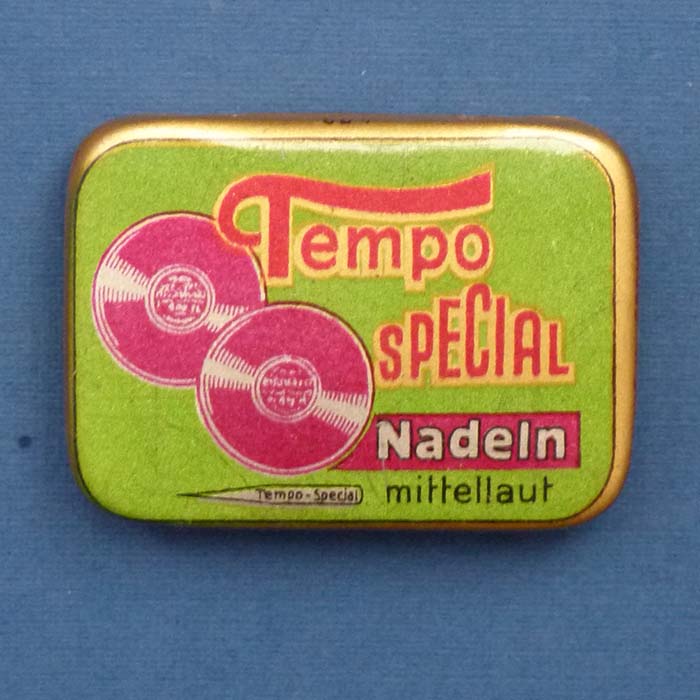 Tempo
SPECIAL
Nadeln
Tempo-Special
mittellaut